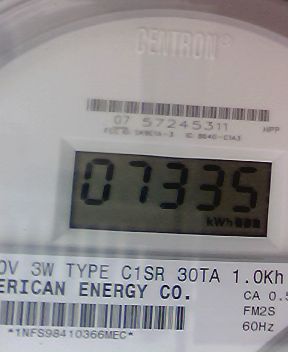 CENTRON®
07 57245311
HPP
07335
kWh
0V 3W TYPE C1SR 30TA 1.0Kh
ERICAN ENERGY CO.
CA 0.5
FM2S
60Hz
*1NFS98410366MEC*